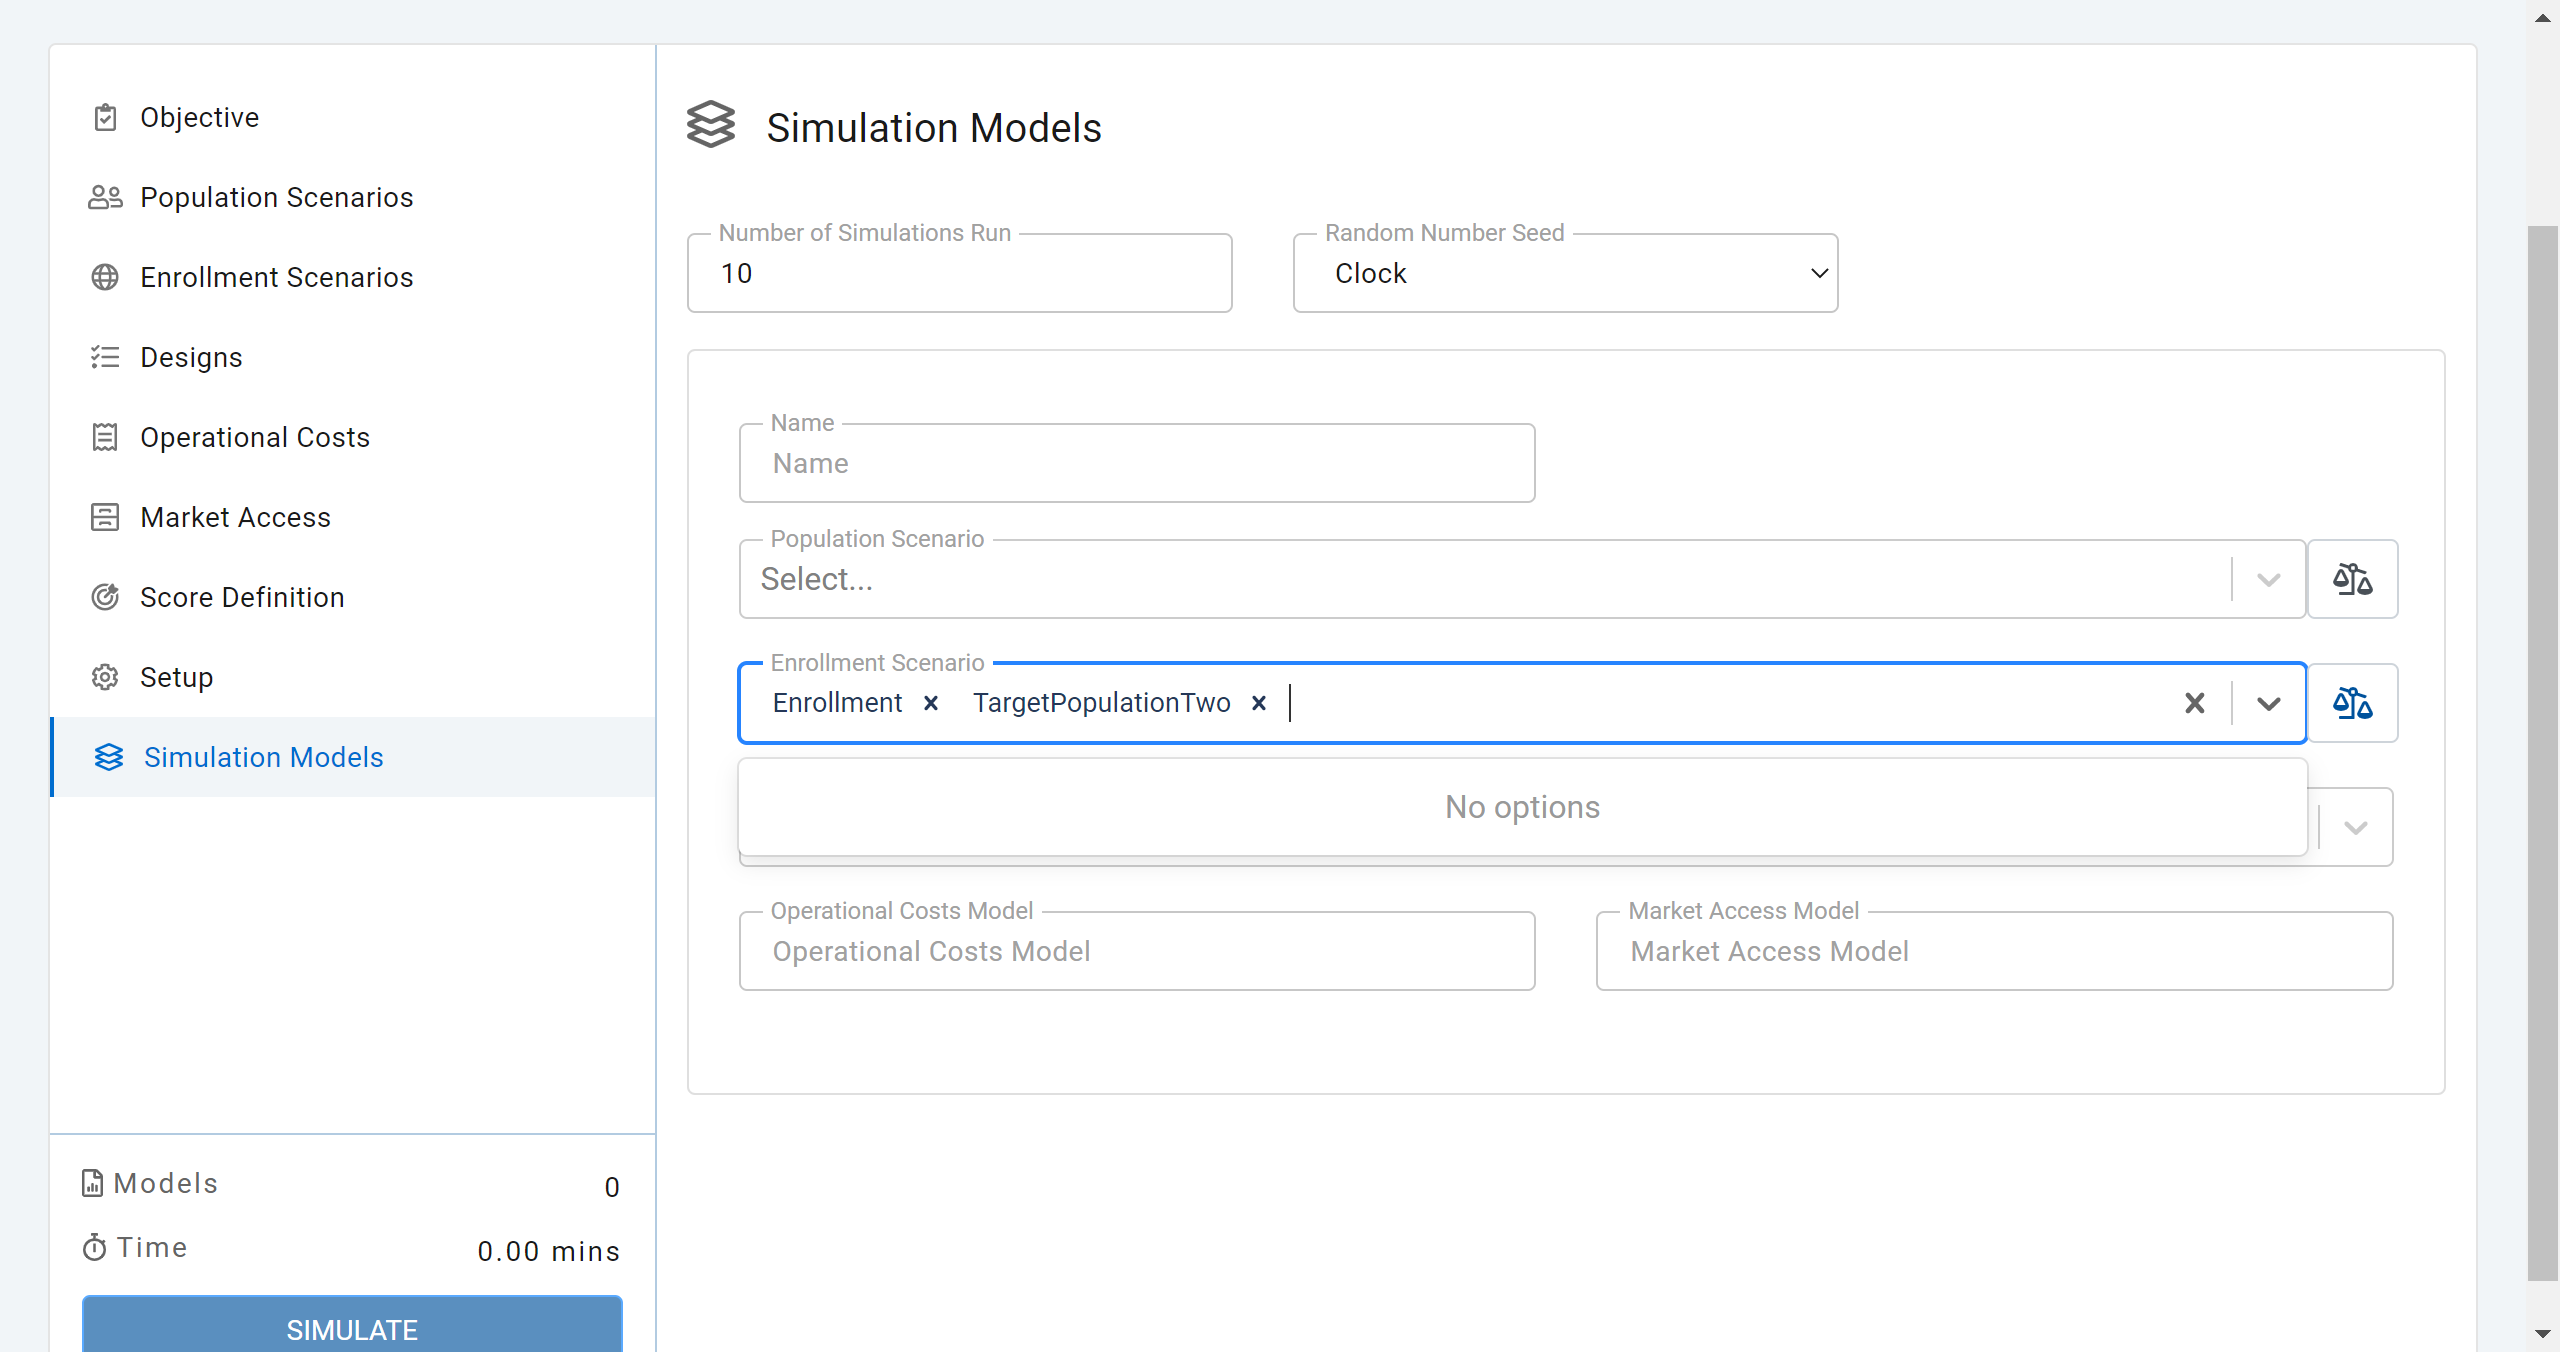 Objective
Population Scenarios
Enrollment Scenarios
Designs
Operational Costs
Market Access
Score Definition
Setup
Simulation Models
Models 0
Time 0.00 mins
SIMULATE
Simulation Models
Number of Simulations Run
10
Random Number Seed
Clock
Name
Name
Population Scenario
Select...
Enrollment Scenario
Enrollment TargetPopulationTwo
No options
Operational Costs Model
Operational Costs Model
Market Access Model
Market Access Model